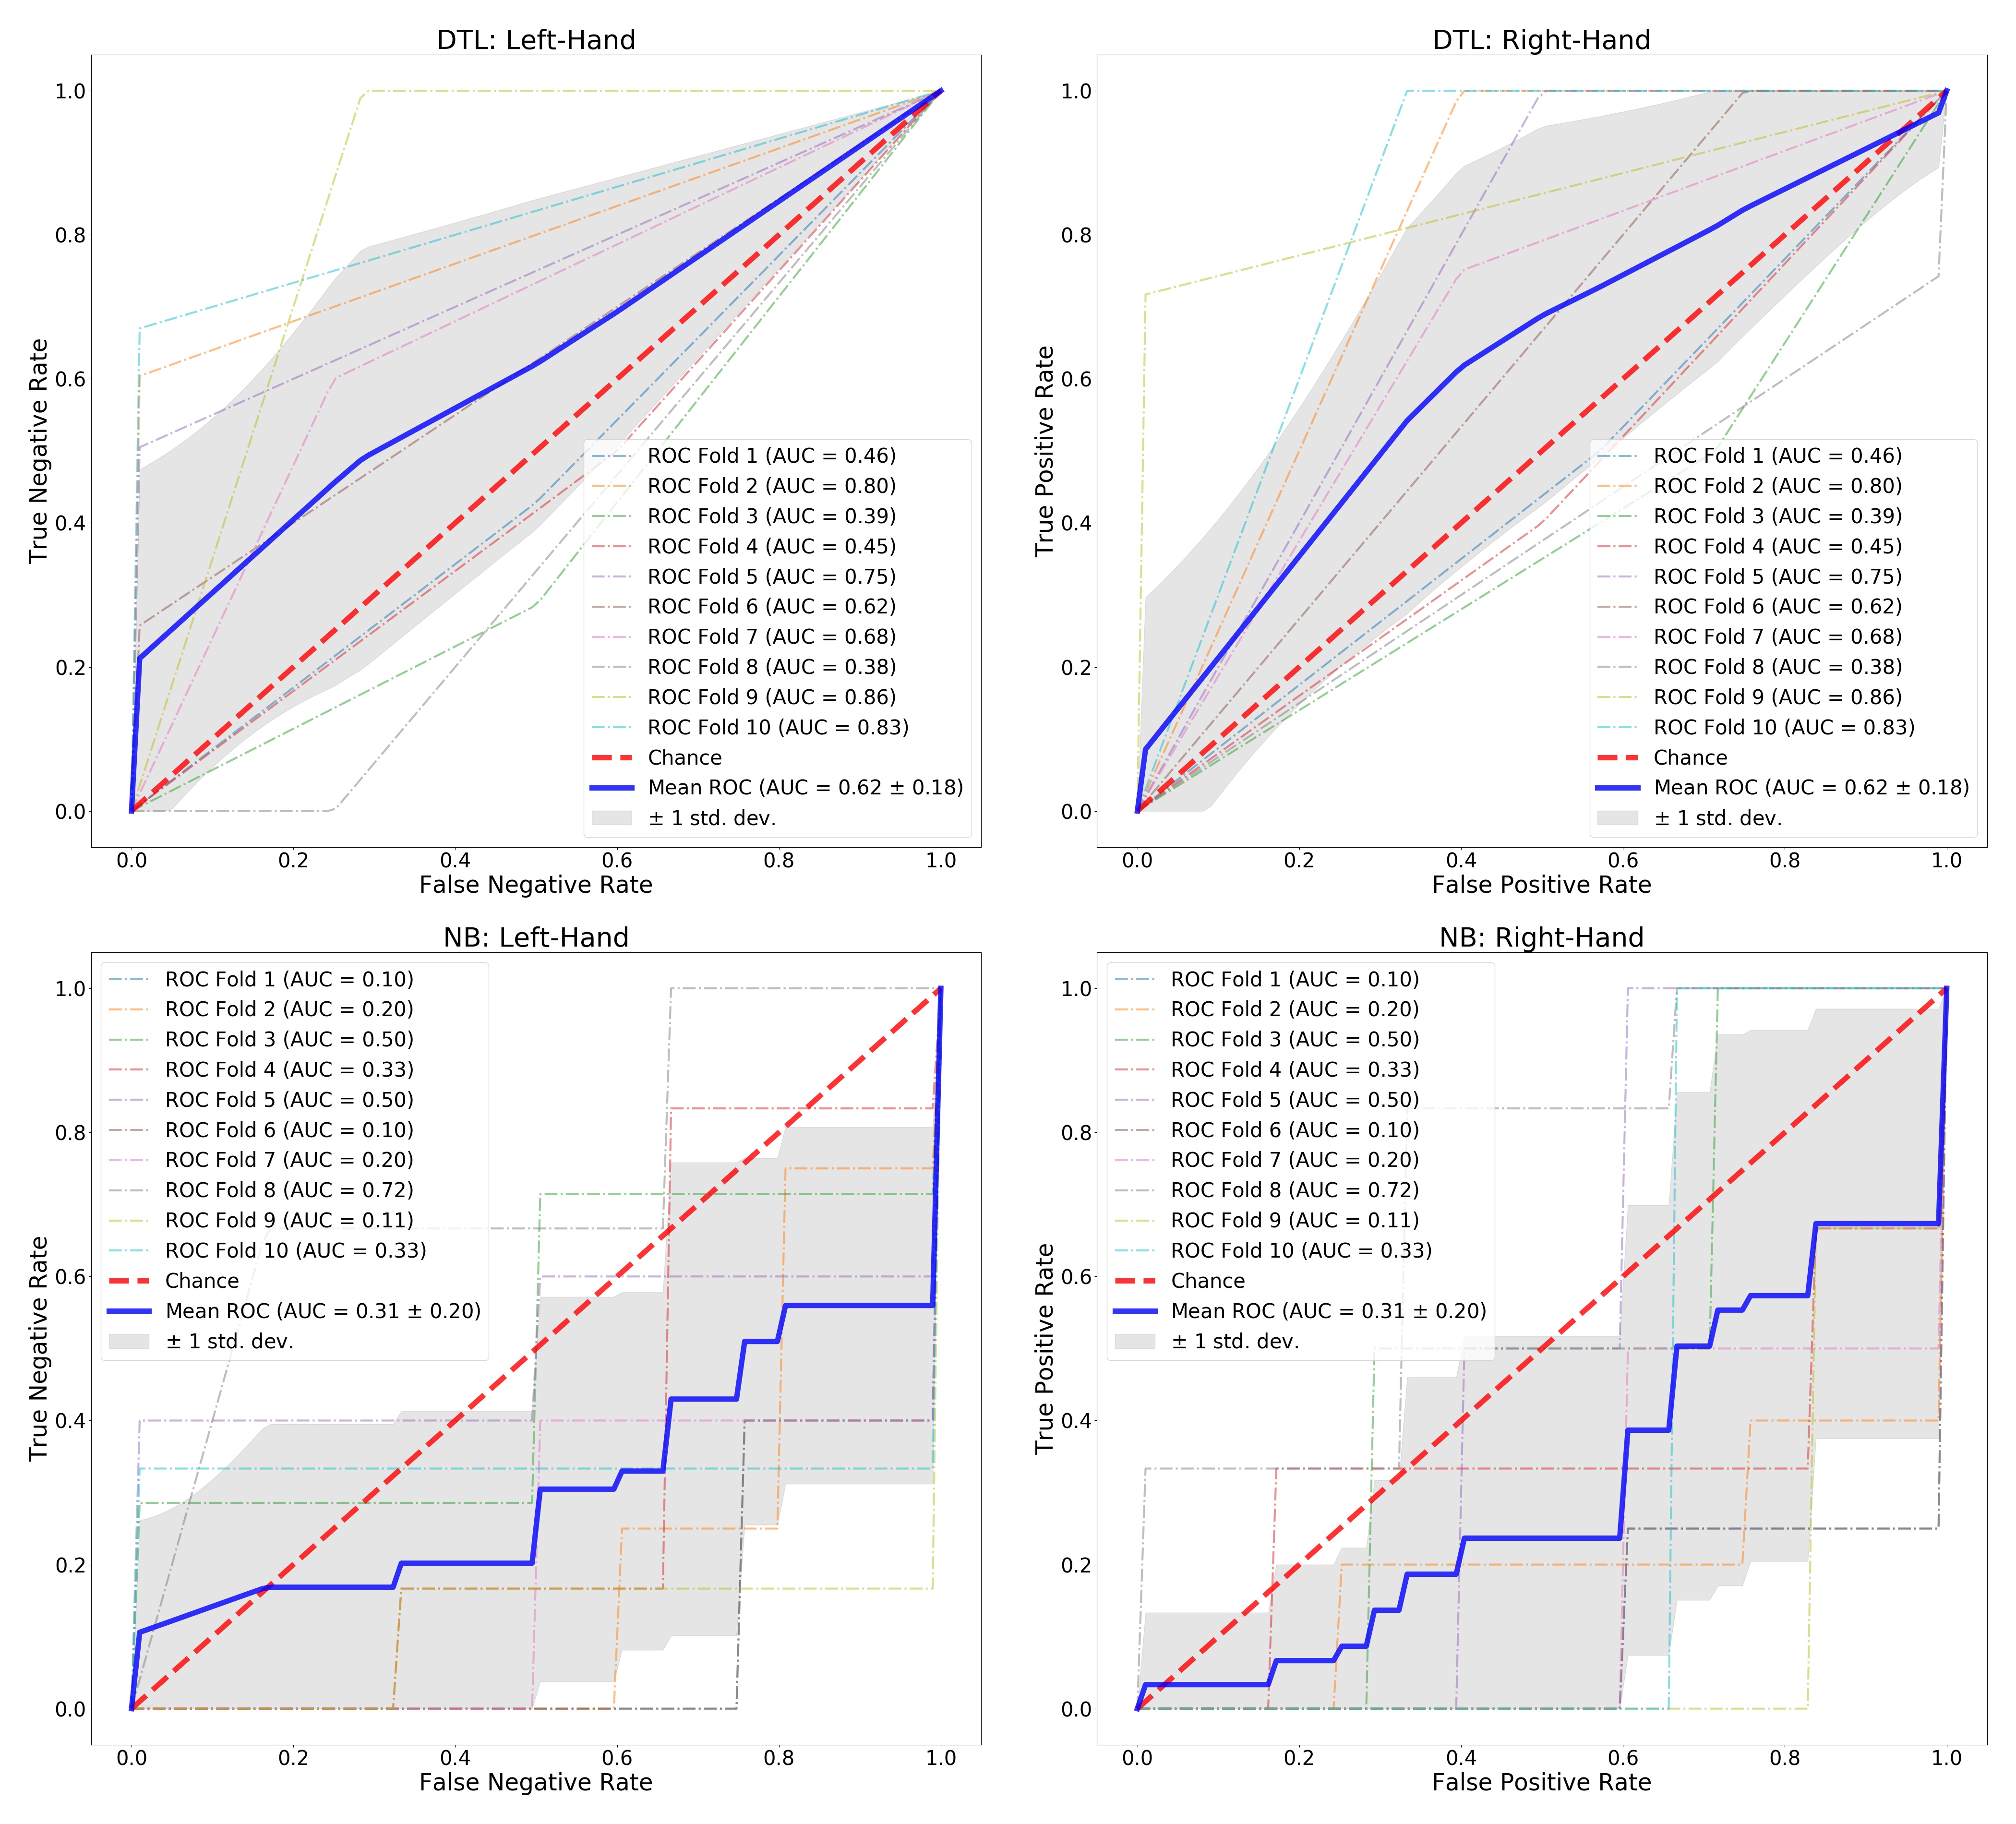 DTL: Left-Hand
True Negative Rate
1.0
0.8
0.6
0.4
0.2
0.0
ROC Fold 1 (AUC = 0.46)
ROC Fold 2 (AUC = 0.80)
ROC Fold 3 (AUC = 0.39)
ROC Fold 4 (AUC = 0.45)
ROC Fold 5 (AUC = 0.75)
ROC Fold 6 (AUC = 0.62)
ROC Fold 7 (AUC = 0.68)
ROC Fold 8 (AUC = 0.38)
ROC Fold 9 (AUC = 0.86)
ROC Fold 10 (AUC = 0.83)
Chance
Mean ROC (AUC = 0.62 ± 0.18)
± 1 std. dev.
0.0 0.2 0.4 0.6 0.8 1.0
False Negative Rate
DTL: Right-Hand
True Positive Rate
1.0
0.8
0.6
0.4
0.2
0.0
ROC Fold 1 (AUC = 0.46)
ROC Fold 2 (AUC = 0.80)
ROC Fold 3 (AUC = 0.39)
ROC Fold 4 (AUC = 0.45)
ROC Fold 5 (AUC = 0.75)
ROC Fold 6 (AUC = 0.62)
ROC Fold 7 (AUC = 0.68)
ROC Fold 8 (AUC = 0.38)
ROC Fold 9 (AUC = 0.86)
ROC Fold 10 (AUC = 0.83)
Chance
Mean ROC (AUC = 0.62 ± 0.18)
± 1 std. dev.
0.0 0.2 0.4 0.6 0.8 1.0
False Positive Rate
NB: Left-Hand
True Negative Rate
1.0
0.8
0.6
0.4
0.2
0.0
ROC Fold 1 (AUC = 0.10)
ROC Fold 2 (AUC = 0.20)
ROC Fold 3 (AUC = 0.50)
ROC Fold 4 (AUC = 0.33)
ROC Fold 5 (AUC = 0.50)
ROC Fold 6 (AUC = 0.10)
ROC Fold 7 (AUC = 0.20)
ROC Fold 8 (AUC = 0.72)
ROC Fold 9 (AUC = 0.11)
ROC Fold 10 (AUC = 0.33)
Chance
Mean ROC (AUC = 0.31 ± 0.20)
± 1 std. dev.
0.0 0.2 0.4 0.6 0.8 1.0
False Negative Rate
NB: Right-Hand
True Positive Rate
1.0
0.8
0.6
0.4
0.2
0.0
ROC Fold 1 (AUC = 0.10)
ROC Fold 2 (AUC = 0.20)
ROC Fold 3 (AUC = 0.50)
ROC Fold 4 (AUC = 0.33)
ROC Fold 5 (AUC = 0.50)
ROC Fold 6 (AUC = 0.10)
ROC Fold 7 (AUC = 0.20)
ROC Fold 8 (AUC = 0.72)
ROC Fold 9 (AUC = 0.11)
ROC Fold 10 (AUC = 0.33)
Chance
Mean ROC (AUC = 0.31 ± 0.20)
± 1 std. dev.
0.0 0.2 0.4 0.6 0.8 1.0
False Positive Rate